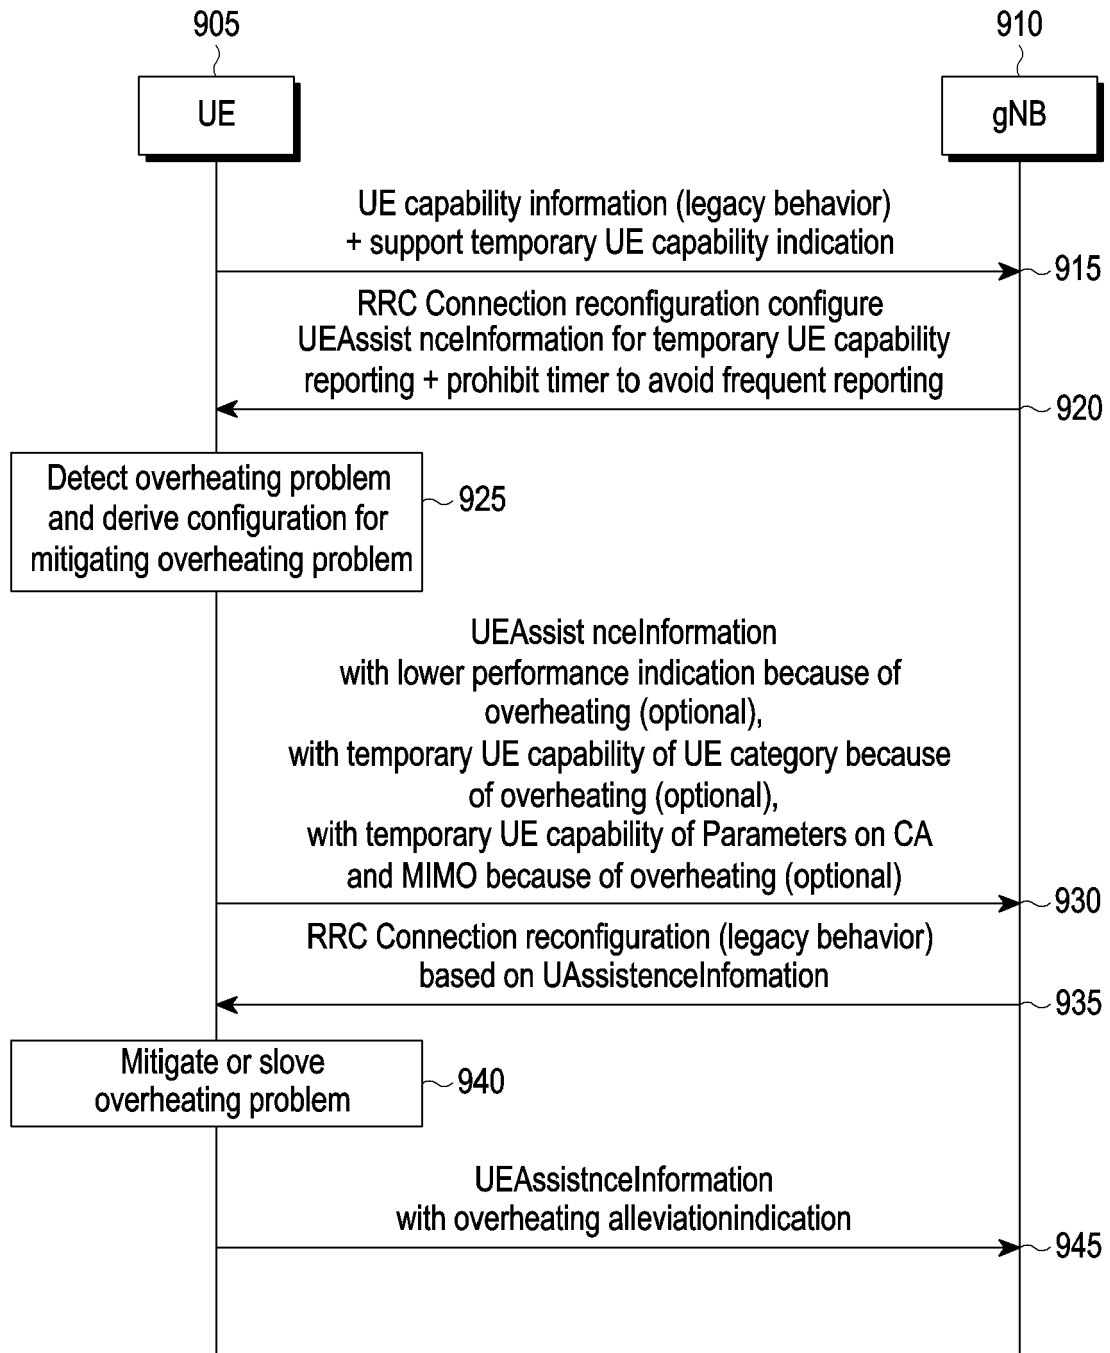 905
910
UE
gNB
UE capability information (legacy behavior)
+ support temporary UE capability indication
915
RRC Connection reconfiguration configure
UEAssist nceInformation for temporary UE capability
reporting + prohibit timer to avoid frequent reporting
920
Detect overheating problem
and derive configuration for
mitigating overheating problem
925
UEAssist nceInformation
with lower performance indication because of
overheating (optional),
with temporary UE capability of UE category because
of overheating (optional),
with temporary UE capability of Parameters on CA
and MIMO because of overheating (optional)
930
RRC Connection reconfiguration (legacy behavior)
based on UAssistenceInfomation
935
Mitigate or slove
overheating problem
940
UEAssistnceInformation
with overheating alleviationindication
945